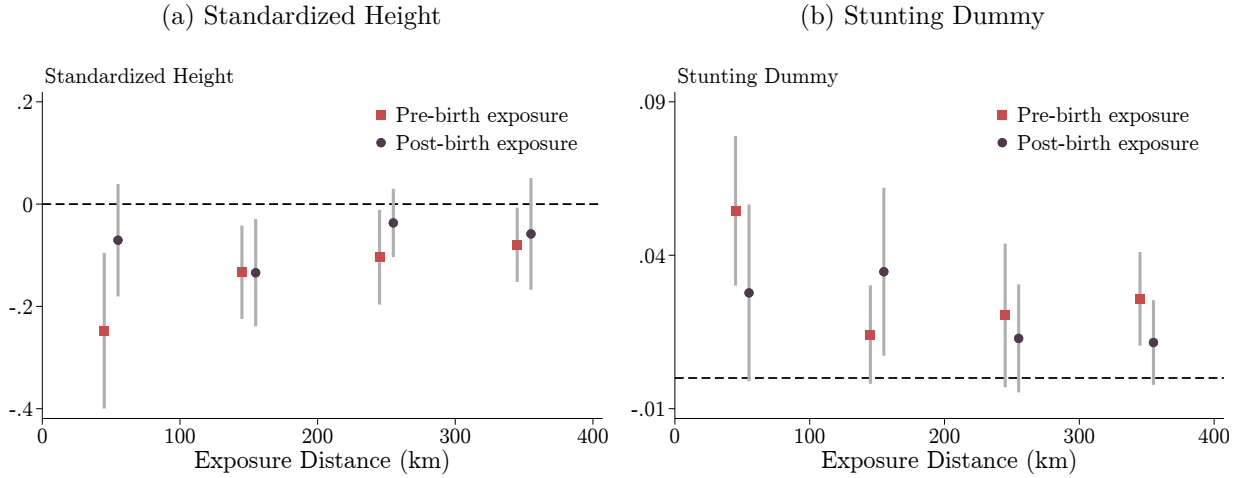 (a) Standardized Height
Standardized Height
.2
0
-.2
-.4
Pre-birth exposure
Post-birth exposure
0 100 200 300 400
Exposure Distance (km)
(b) Stunting Dummy
Stunting Dummy
.09
.04
-.01
Pre-birth exposure
Post-birth exposure
0 100 200 300 400
Exposure Distance (km)